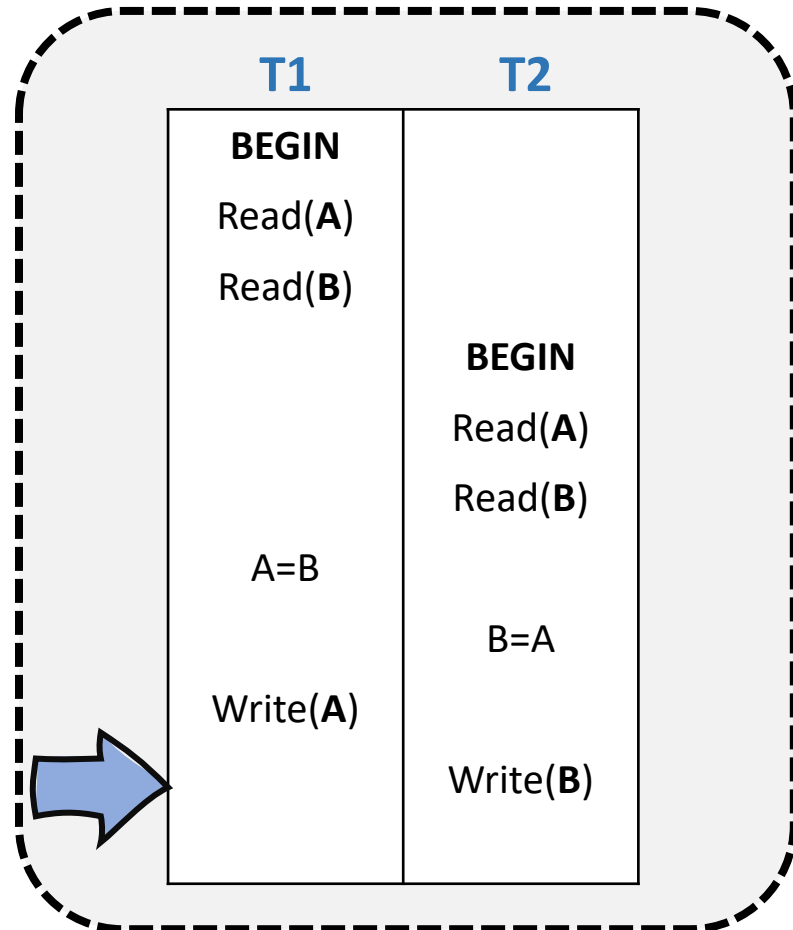 T1 T2
BEGIN
Read(A)
Read(B)
BEGIN
Read(A)
Read(B)
A=B
B=A
Write(A)
Write(B)